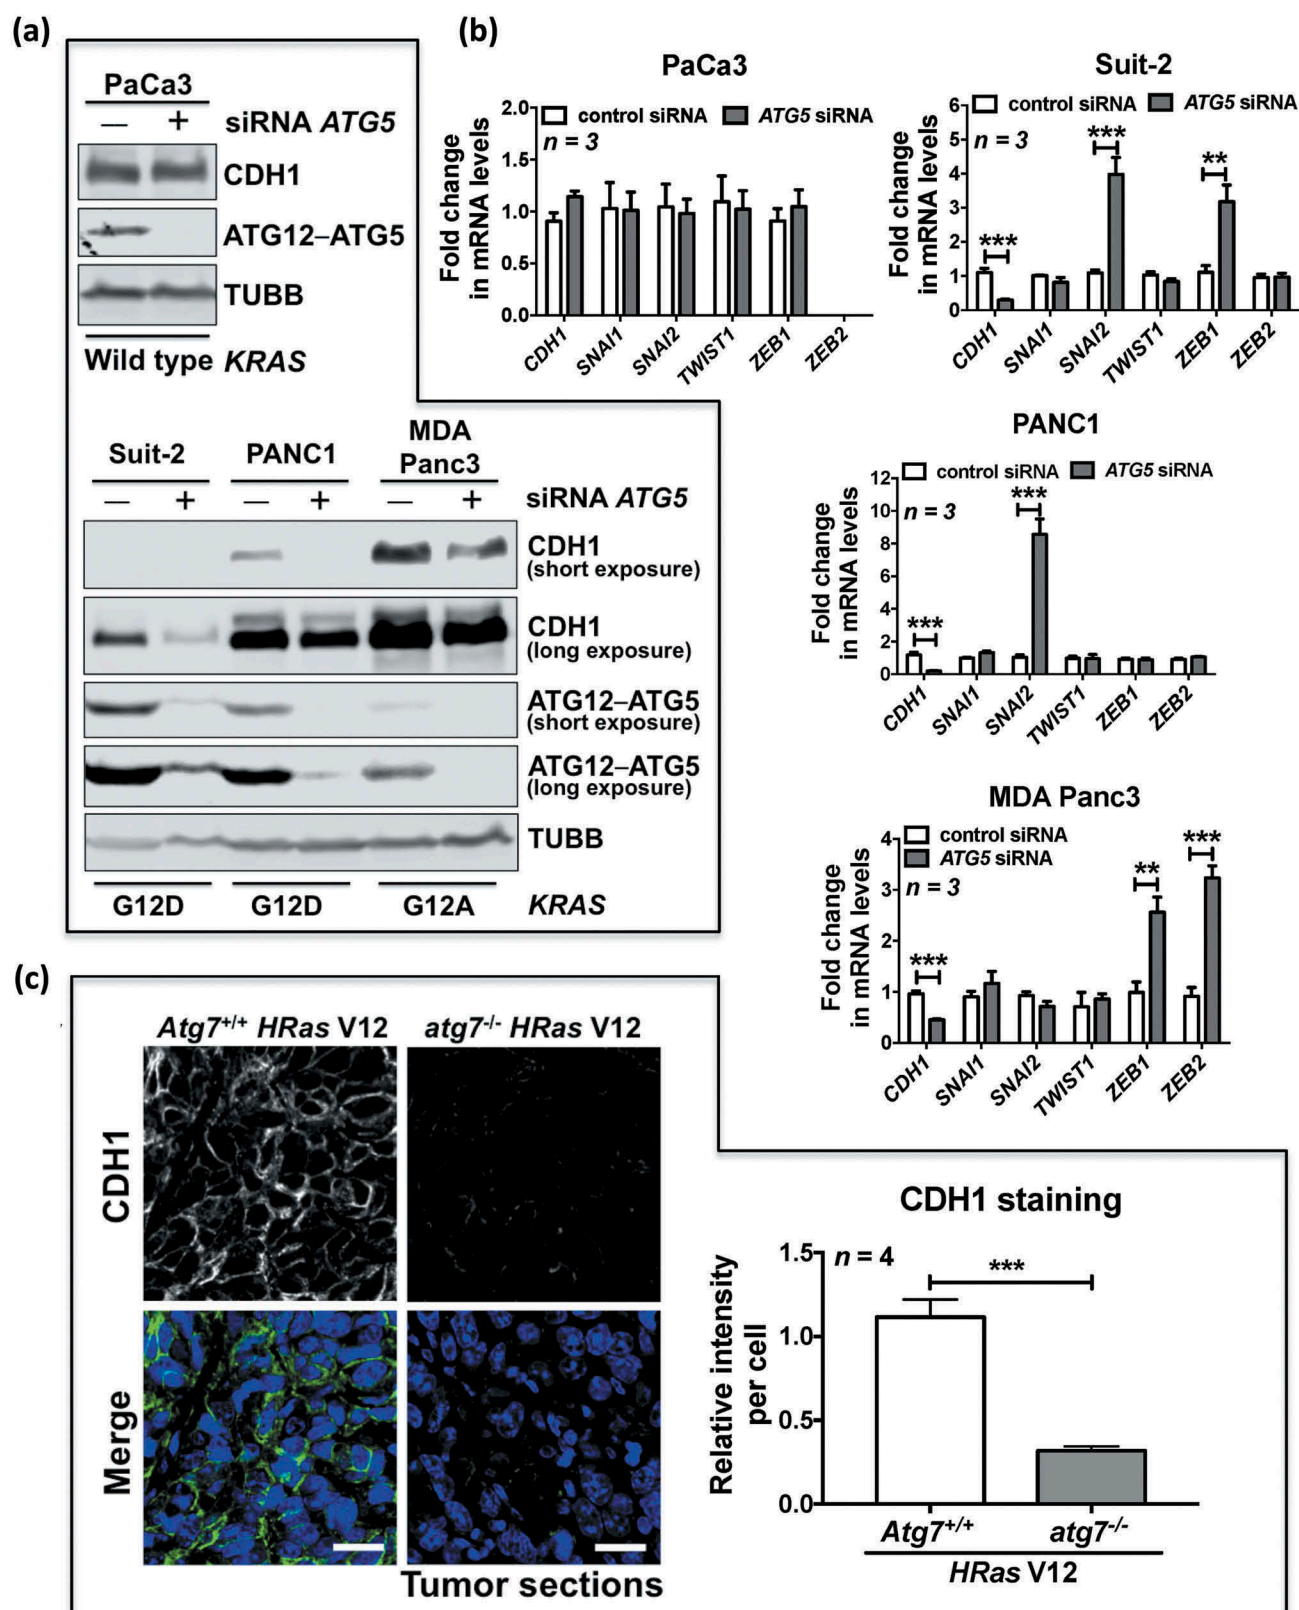 (a)
PaCa3
— + siRNA ATG5
CDH1
ATG12–ATG5
TUBB
Wild type KRAS
Suit-2 PANC1 MDA Panc3
— + — + — + siRNA ATG5
CDH1
(short exposure)
CDH1
(long exposure)
ATG12–ATG5
(short exposure)
ATG12–ATG5
(long exposure)
TUBB
G12D G12D G12A KRAS
(b)
PaCa3
control siRNA ATG5 siRNA
n = 3
Fold change
in mRNA levels
2.0
1.5
1.0
0.5
0.0
CDH1 SNAI1 SNAI2 TWIST1 ZEB1 ZEB2
Suit-2
control siRNA ATG5 siRNA
n = 3
*** *** **
Fold change
in mRNA levels
6
5
4
3
2
1
0
CDH1 SNAI1 SNAI2 TWIST1 ZEB1 ZEB2
PANC1
control siRNA ATG5 siRNA
n = 3
*** ***
Fold change
in mRNA levels
12
10
8
6
4
2
0
CDH1 SNAI1 SNAI2 TWIST1 ZEB1 ZEB2
MDA Panc3
control siRNA
ATG5 siRNA
n = 3
*** ** ***
Fold change
in mRNA levels
4
3
2
1
0
CDH1 SNAI1 SNAI2 TWIST1 ZEB1 ZEB2
(c)
Atg7+/+ HRas V12 atg7-/- HRas V12
CDH1
Merge
Tumor sections
CDH1 staining
n = 4
***
Relative intensity
per cell
1.5
1.0
0.5
0.0
Atg7+/+ atg7-/-
HRas V12